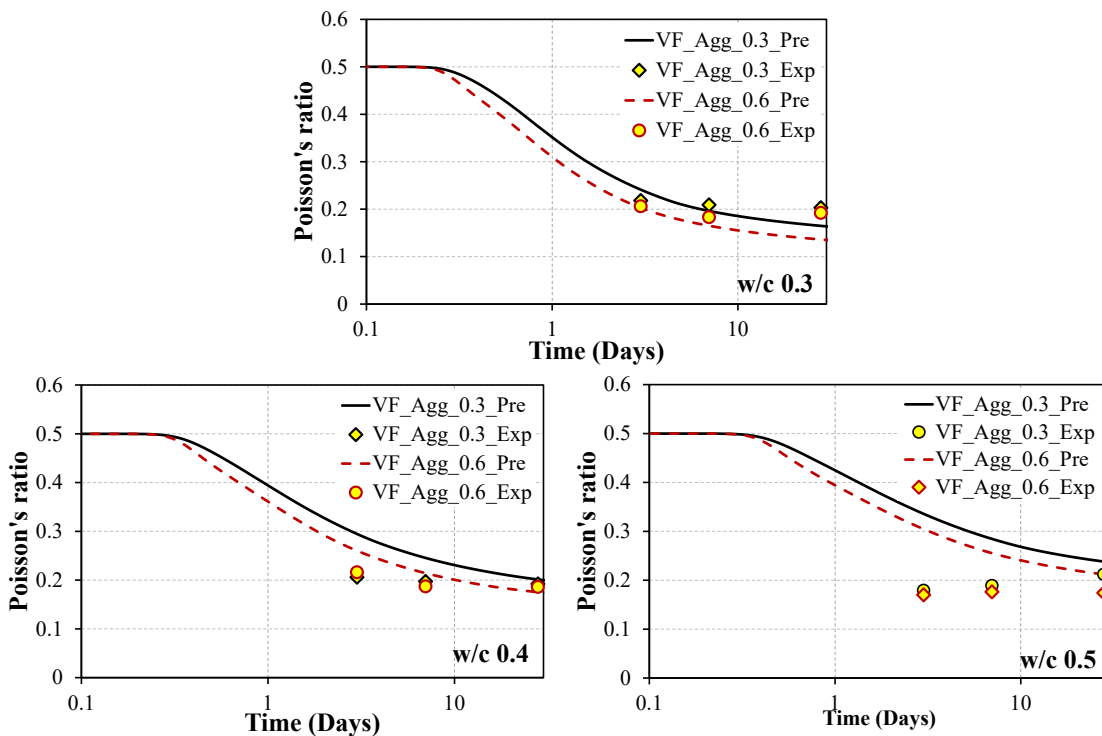 0.6
0.5
0.4
0.3
0.2
0.1
0
Poisson's ratio
VF_Agg_0.3_Pre
VF_Agg_0.3_Exp
VF_Agg_0.6_Pre
VF_Agg_0.6_Exp
w/c 0.3
0.1 1 10
Time (Days)
0.6
0.5
0.4
0.3
0.2
0.1
0
Poisson's ratio
VF_Agg_0.3_Pre
VF_Agg_0.3_Exp
VF_Agg_0.6_Pre
VF_Agg_0.6_Exp
w/c 0.4
0.1 1 10
Time (Days)
0.6
0.5
0.4
0.3
0.2
0.1
0
Poisson's ratio
VF_Agg_0.3_Pre
VF_Agg_0.3_Exp
VF_Agg_0.6_Pre
VF_Agg_0.6_Exp
w/c 0.5
0.1 1 10
Time (Days)